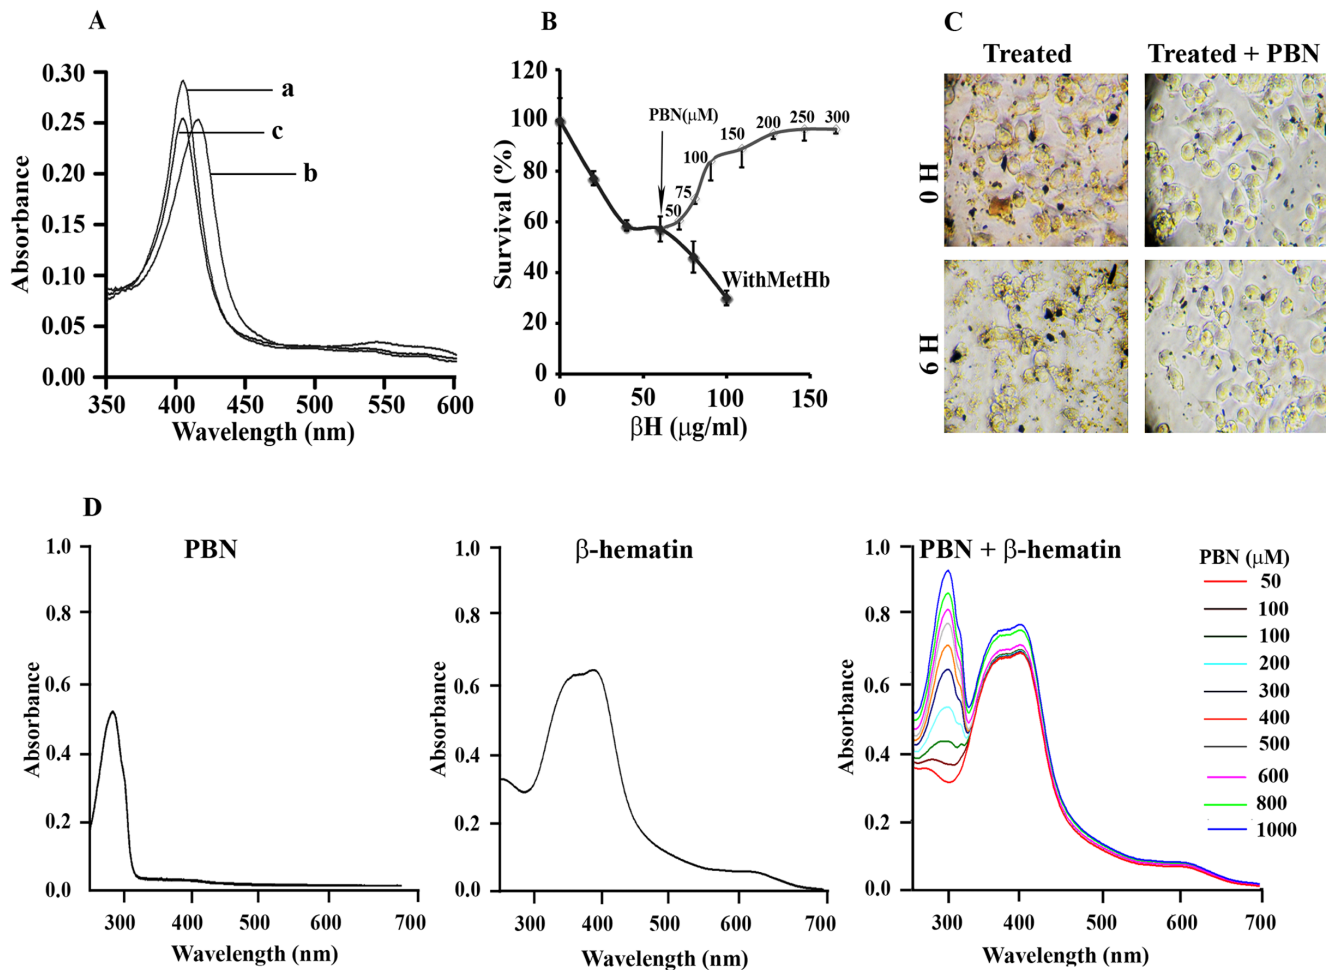 A
0.30
0.25
0.20
0.15
0.10
0.05
0.00
Absorbance
a
c
b
350
400
450
500
550
600
Wavelength (nm)
B
120
100
80
60
40
20
0
Survival (%)
PBN(μM)
50
75
100
150
200
250
300
WithMetHb
0
50
100
150
βH (μg/ml)
C
Treated
Treated + PBN
0 H
6 H
D
PBN
1.0
0.8
0.6
0.4
0.2
0.0
Absorbance
300
400
500
600
700
Wavelength (nm)
β-hematin
1.0
0.8
0.6
0.4
0.2
0.0
Absorbance
300
400
500
600
700
Wavelength (nm)
PBN + β-hematin
1.0
0.8
0.6
0.4
0.2
0.0
Absorbance
300
400
500
600
700
Wavelength (nm)
PBN (μM)
50
100
100
200
300
400
500
600
800
1000